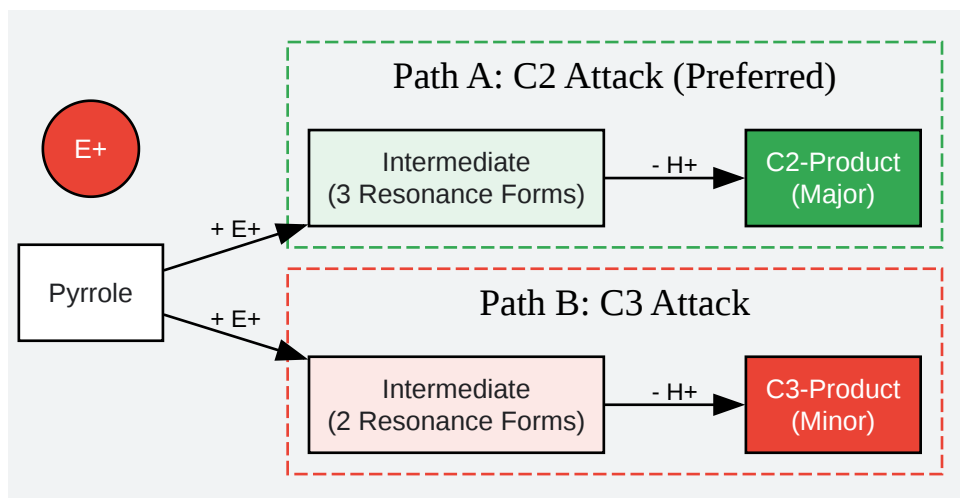 Path A: C2 Attack (Preferred)
E+
Intermediate
(3 Resonance Forms)
- H+
C2-Product
(Major)
+ E+
Pyrrole
+ E+
Path B: C3 Attack
Intermediate
(2 Resonance Forms)
- H+
C3-Product
(Minor)